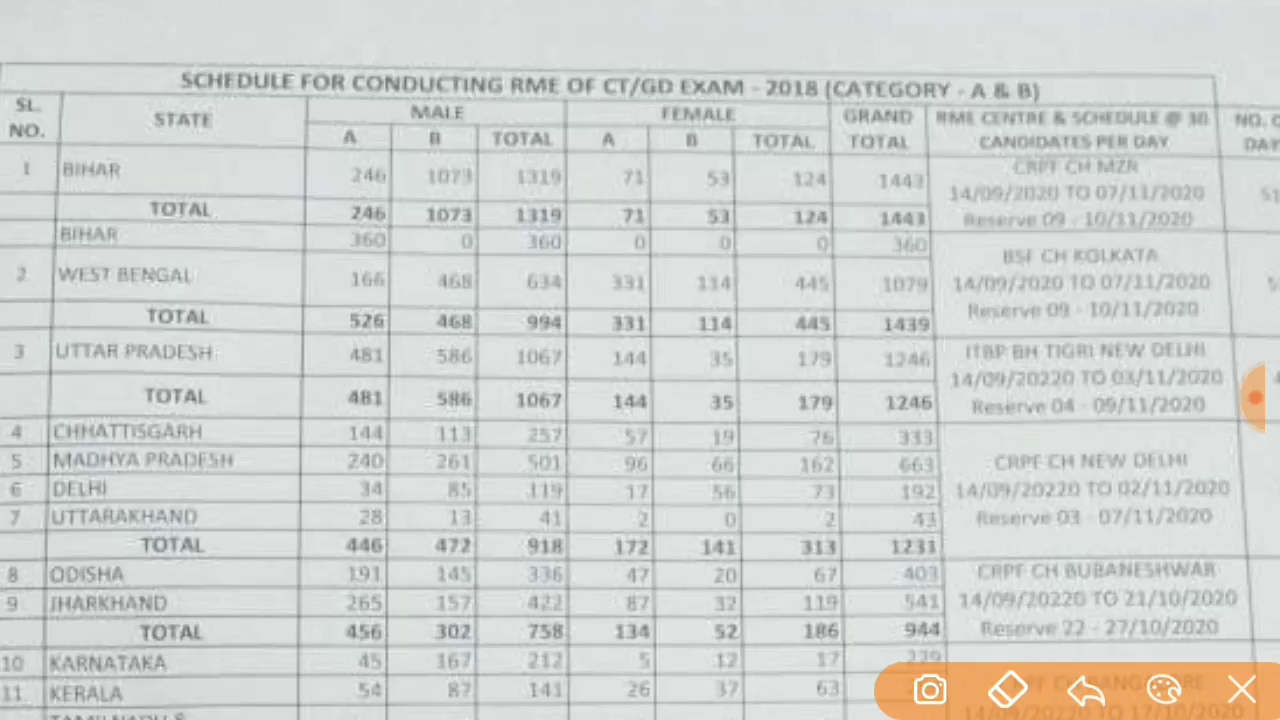 SCHEDULE FOR CONDUCTING RME OF CT/GD EXAM - 2018 (CATEGORY - A & B)
SL. NO. STATE MALE FEMALE GRAND TOTAL RME CENTRE & SCHEDULE @ 30 CANDIDATES PER DAY NO.
A B TOTAL A B TOTAL
1 BIHAR 246 1073 1319 71 53 124 1443 CRPF CH MZR
14/09/2020 TO 07/11/2020
TOTAL 246 1073 1319 71 53 124 1443 Reserve 09 - 10/11/2020
BIHAR 360 0 360 0 0 0 360 BSF CH KOLKATA
2 WEST BENGAL 166 468 634 331 114 445 1079 14/09/2020 TO 07/11/2020
TOTAL 526 468 994 331 114 445 1439 Reserve 09 - 10/11/2020
3 UTTAR PRADESH 481 586 1067 144 35 179 1246 ITBP BH TIGRI NEW DELHI
14/09/20220 TO 03/11/2020
TOTAL 481 586 1067 144 35 179 1246 Reserve 04 - 09/11/2020
4 CHHATTISGARH 144 113 257 57 19 76 333
5 MADHYA PRADESH 240 261 501 96 66 162 663 CRPF CH NEW DELHI
6 DELHI 34 85 119 17 56 73 192 14/09/20220 TO 02/11/2020
7 UTTARAKHAND 28 13 41 2 0 2 43 Reserve 03 - 07/11/2020
TOTAL 446 472 918 172 141 313 1231
8 ODISHA 191 145 336 47 20 67 403 CRPF CH BUBANESHWAR
9 JHARKHAND 265 157 422 87 32 119 541 14/09/20220 TO 21/10/2020
TOTAL 456 302 758 134 52 186 944 Reserve 22 - 27/10/2020
10 KARNATAKA 45 167 212 5 12 17 229
11 KERALA 54 87 141 26 37 63